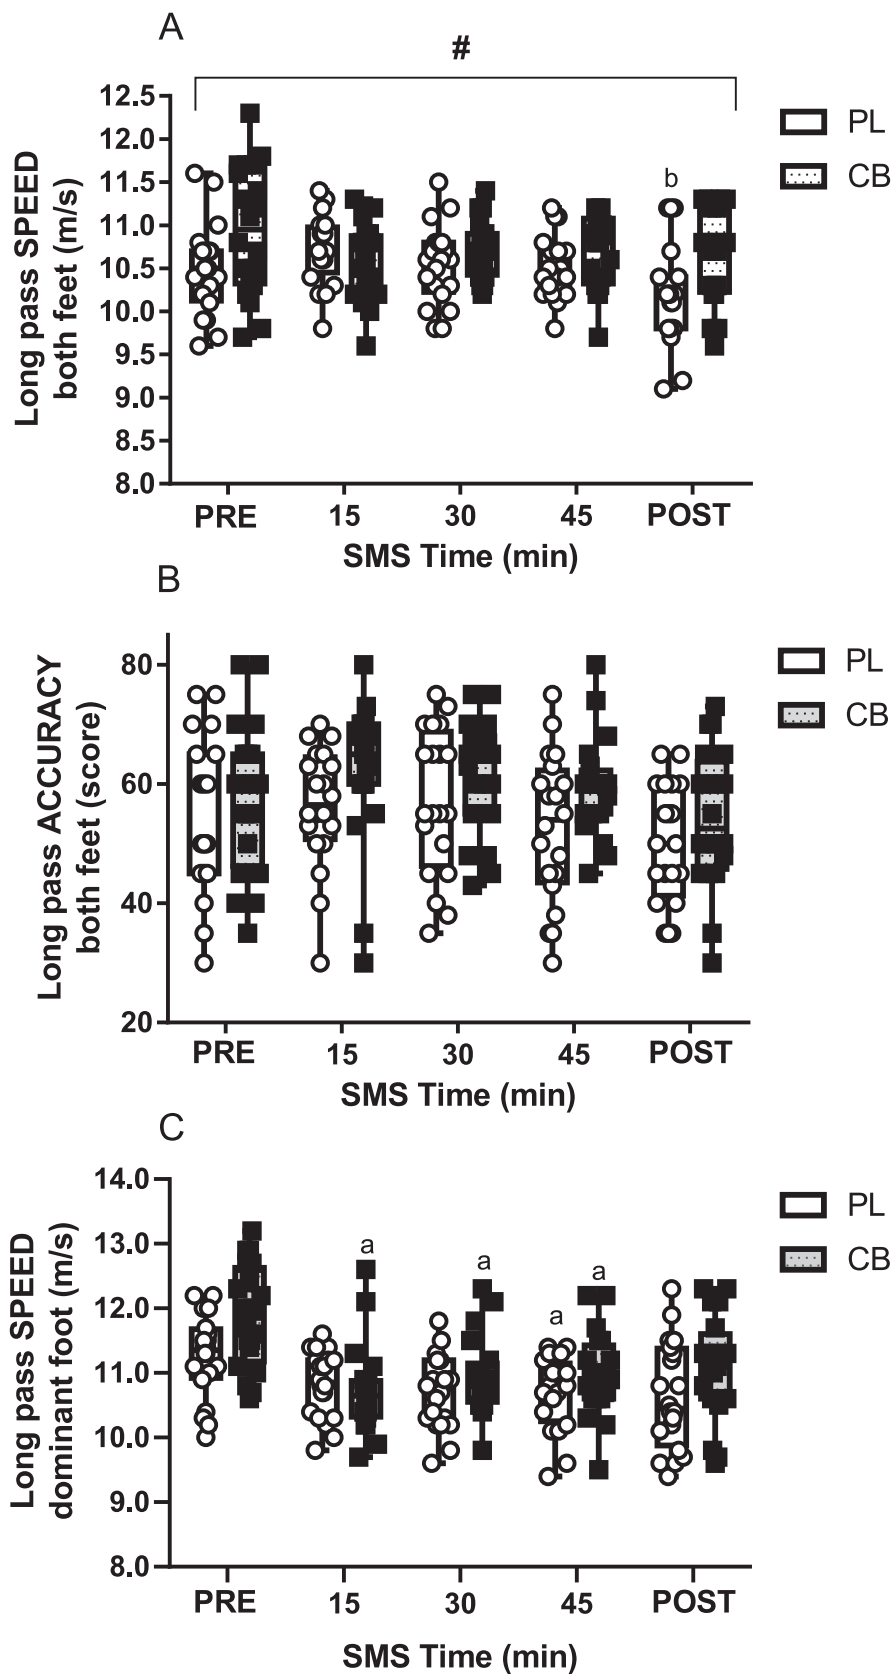 A
#
Long pass SPEED
both feet (m/s)
12.5
12.0
11.5
11.0
10.5
10.0
9.5
9.0
8.5
8.0
b
PL
CB
PRE 15 30 45 POST
SMS Time (min)
B
Long pass ACCURACY
both feet (score)
80
60
40
20
PL
CB
PRE 15 30 45 POST
SMS Time (min)
C
Long pass SPEED
dominant foot (m/s)
14.0
13.0
12.0
11.0
10.0
9.0
8.0
a
a
a
a
PL
CB
PRE 15 30 45 POST
SMS Time (min)